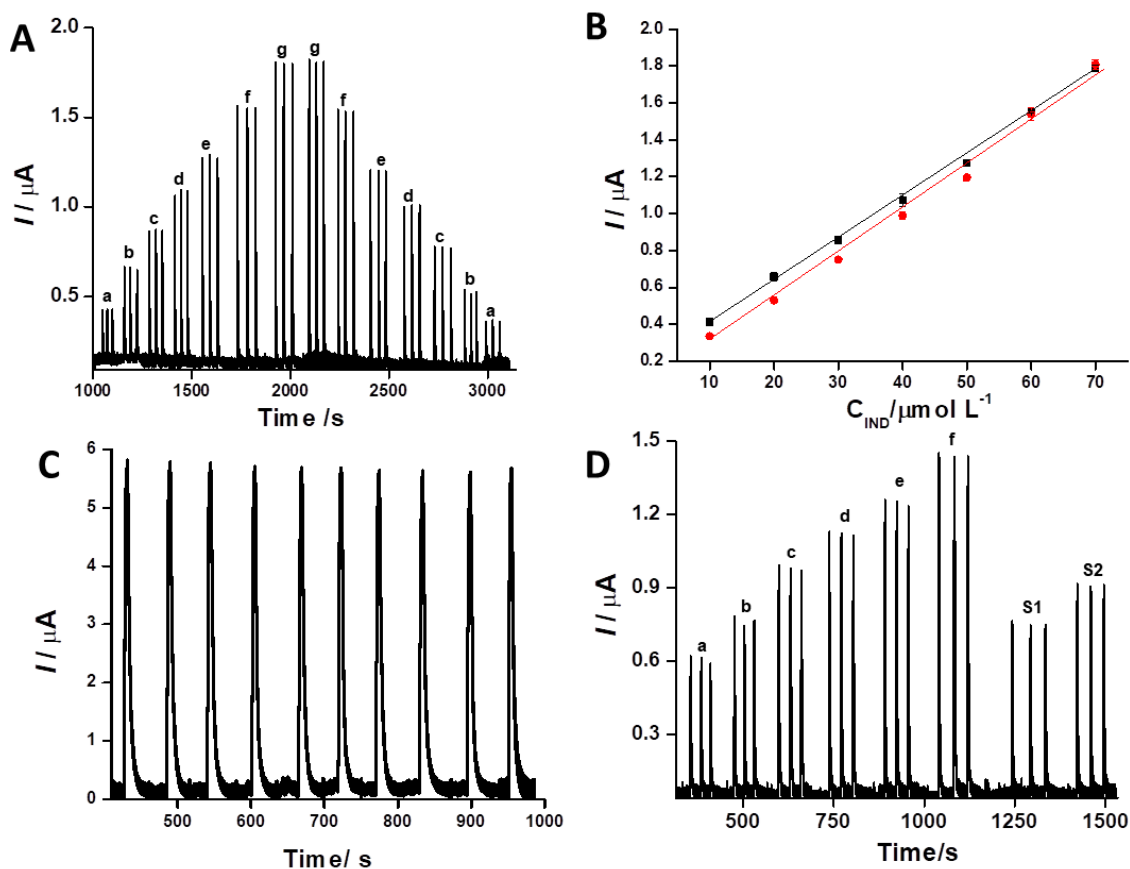 A
I / µA
2.0
1.5
1.0
0.5
a
b
c
d
e
f
g
g
f
e
d
c
b
a
1000
1500
2000
2500
3000
Time /s
B
I / µA
2.0
1.8
1.6
1.4
1.2
1.0
0.8
0.6
0.4
0.2
10
20
30
40
50
60
70
C_IND/µmol L⁻¹
C
I / µA
6
5
4
3
2
1
0
500
600
700
800
900
1000
Time/ s
D
I / µA
1.5
1.2
0.9
0.6
0.3
a
b
c
d
e
f
S1
S2
500
750
1000
1250
1500
Time/s